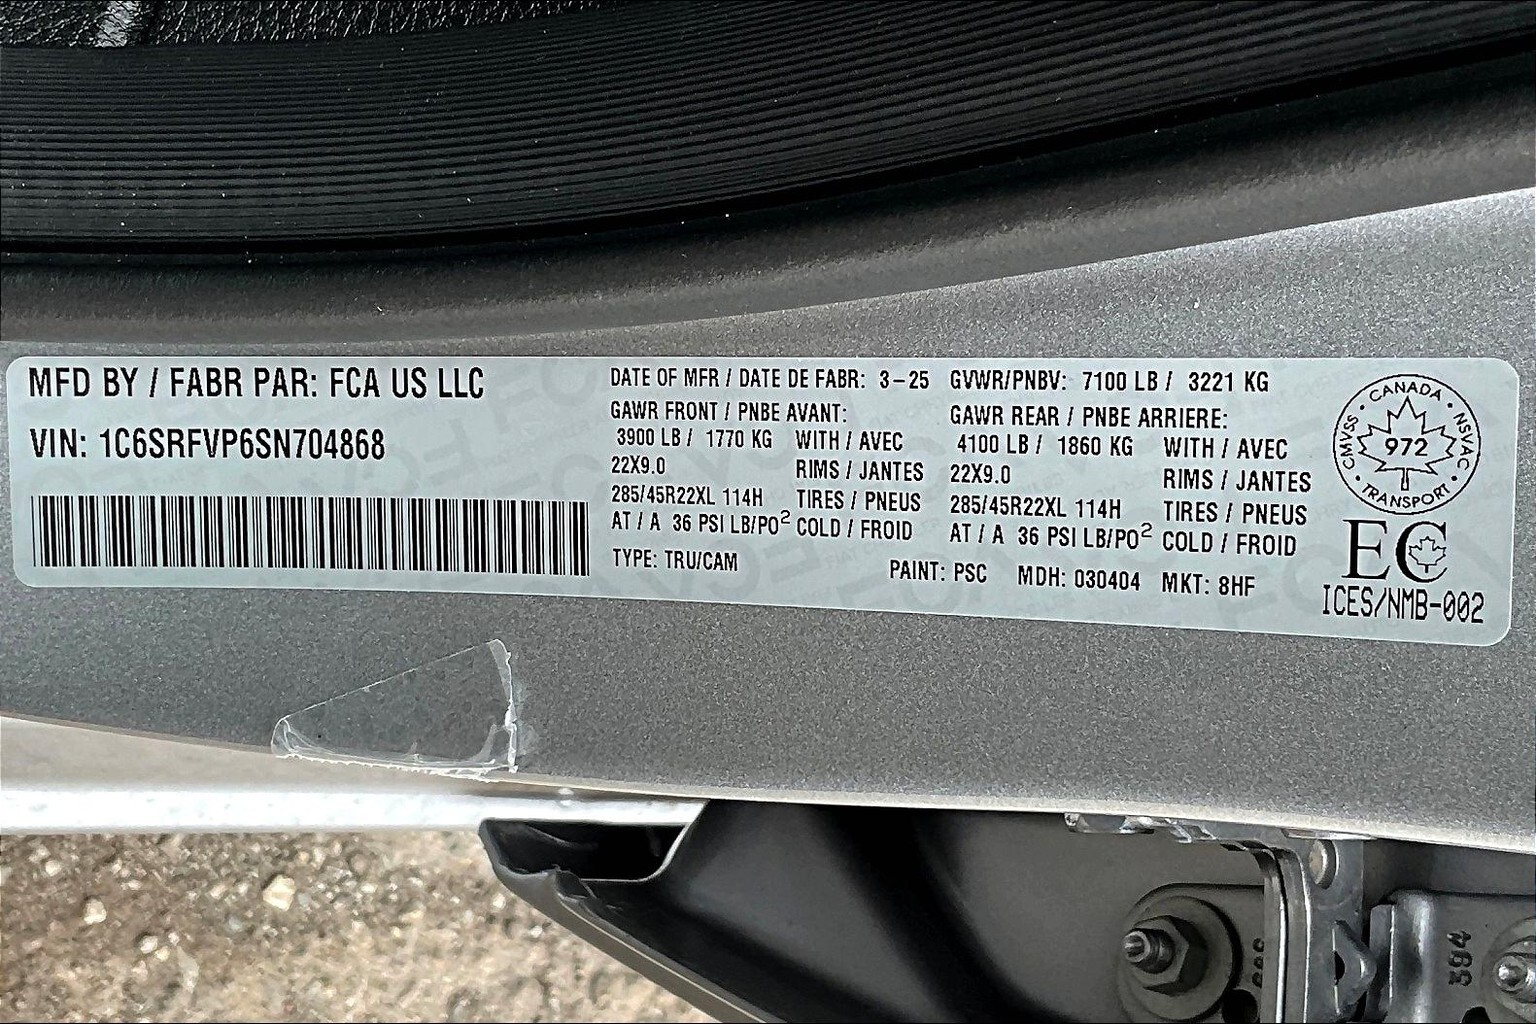 MFD BY / FABR PAR: FCA US LLC
VIN: 1C6SRFVP6SN704868
DATE OF MFR / DATE DE FABR: 3-25 GVWR/PNBV: 7100 LB / 3221 KG
GAWR FRONT / PNBE AVANT:
3900 LB / 1770 KG WITH / AVEC
22X9.0 RIMS / JANTES
285/45R22XL 114H TIRES / PNEUS
AT / A 36 PSI LB/PO² COLD / FROID
TYPE: TRU/CAM
GAWR REAR / PNBE ARRIERE:
4100 LB / 1860 KG WITH / AVEC
22X9.0 RIMS / JANTES
285/45R22XL 114H TIRES / PNEUS
AT / A 36 PSI LB/PO² COLD / FROID
PAINT: PSC MDH: 030404 MKT: 8HF
CANADA • NSVAC • TRANSPORT • CMVSS •
972
EC
ICES/NMB-002
394